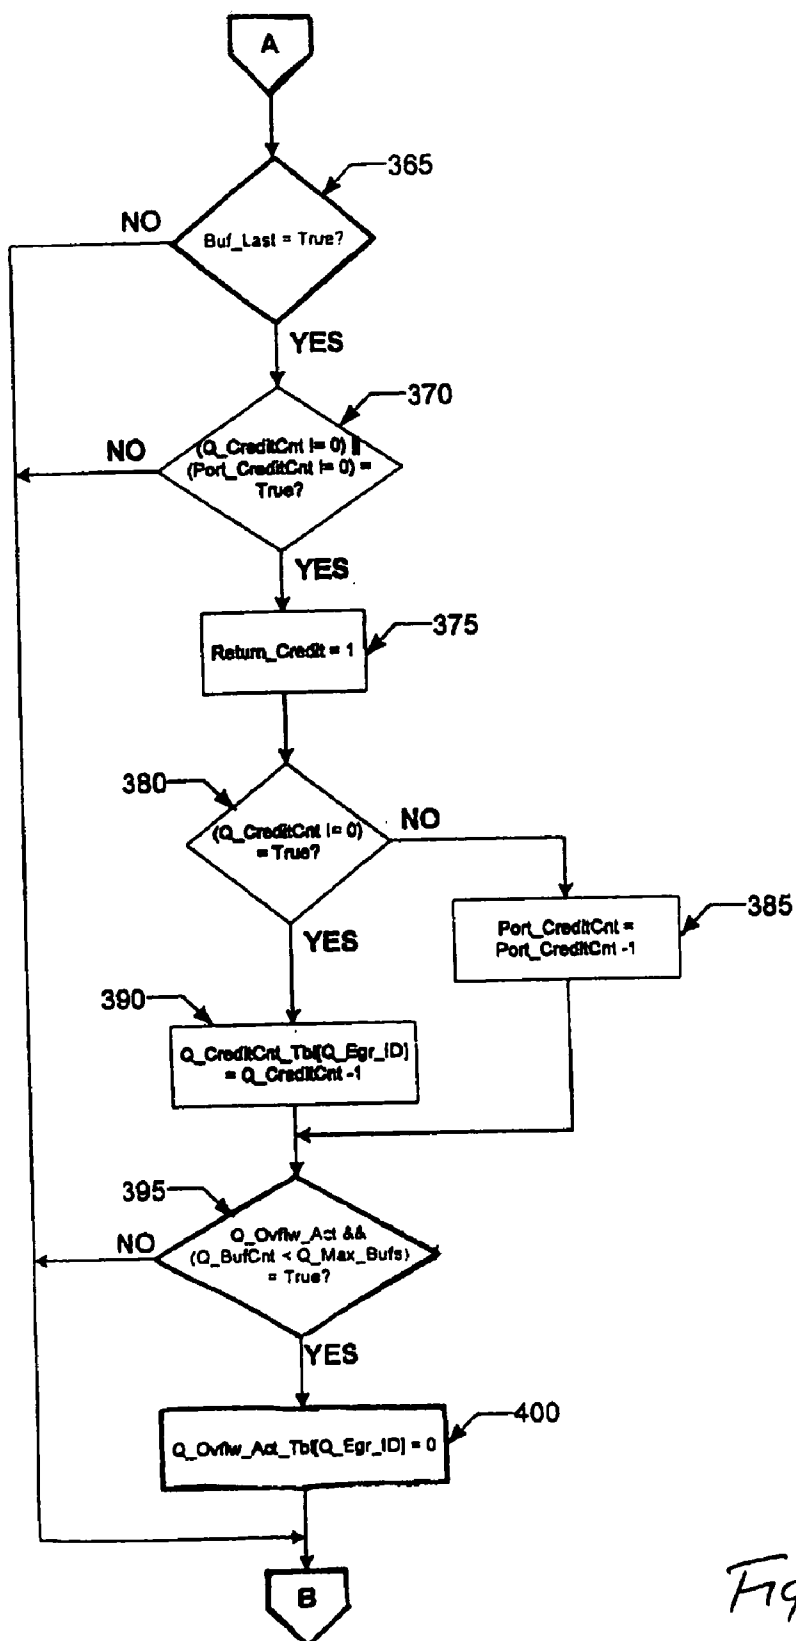 A
365
NO
Buf_Last = True?
YES
370
NO
(Q_CreditCnt != 0) ||
(Port_CreditCnt != 0) =
True?
YES
375
Return_Credit = 1
380
(Q_CreditCnt != 0)
= True?
NO
YES
385
Port_CreditCnt =
Port_CreditCnt -1
390
Q_CreditCnt_Tbl[Q_Egr_ID]
= Q_CreditCnt -1
395
NO
Q_Ovflw_Act &&
(Q_BufCnt < Q_Max_Bufs)
= True?
YES
400
Q_Ovflw_Act_Tbl[Q_Egr_ID] = 0
B
Fig